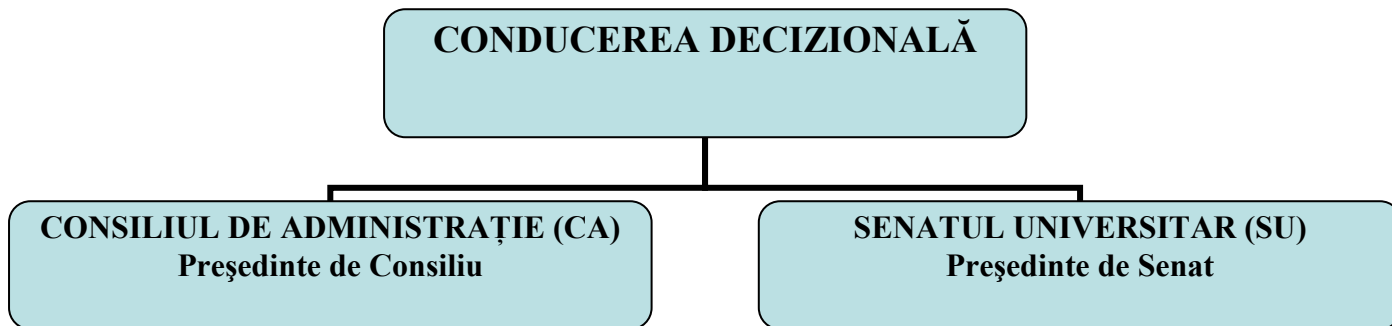 CONDUCEREA DECIZIONALĂ
CONSILIUL DE ADMINISTRAȚIE (CA)
Preşedinte de Consiliu
SENATUL UNIVERSITAR (SU)
Preşedinte de Senat